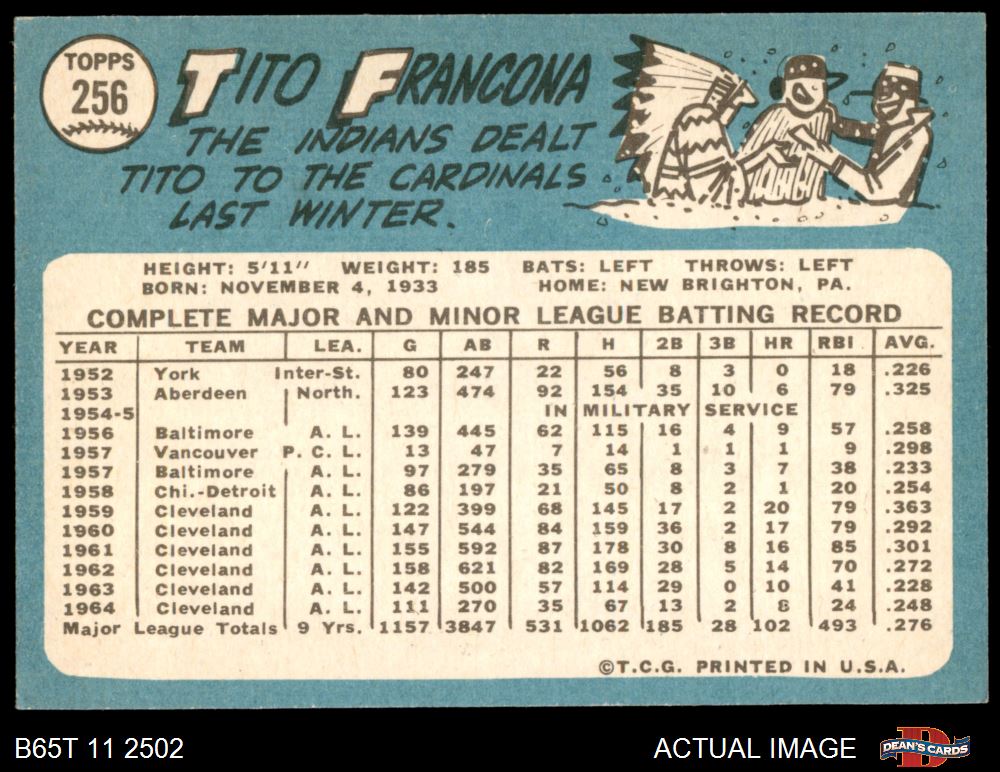 TOPPS
256
TITO FRANCONA
THE INDIANS DEALT
TITO TO THE CARDINALS
LAST WINTER.
HEIGHT: 5'11" WEIGHT: 185 BATS: LEFT THROWS: LEFT
BORN: NOVEMBER 4, 1933 HOME: NEW BRIGHTON, PA.
COMPLETE MAJOR AND MINOR LEAGUE BATTING RECORD
YEAR TEAM LEA. G AB R H 2B 3B HR RBI AVG.
1952 York Inter-St. 80 247 22 56 8 3 0 18 .226
1953 Aberdeen North. 123 474 92 154 35 10 6 79 .325
1954-5 IN MILITARY SERVICE
1956 Baltimore A. L. 139 445 62 115 16 4 9 57 .258
1957 Vancouver P. C. L. 13 47 7 14 1 1 1 9 .298
1957 Baltimore A. L. 97 279 35 65 8 3 7 38 .233
1958 Chi.-Detroit A. L. 86 197 21 50 8 2 1 20 .254
1959 Cleveland A. L. 122 399 68 145 17 2 20 79 .363
1960 Cleveland A. L. 147 544 84 159 36 2 17 79 .292
1961 Cleveland A. L. 155 592 87 178 30 8 16 85 .301
1962 Cleveland A. L. 158 621 82 169 28 5 14 70 .272
1963 Cleveland A. L. 142 500 57 114 29 0 10 41 .228
1964 Cleveland A. L. 111 270 35 67 13 2 8 24 .248
Major League Totals 9 Yrs. 1157 3847 531 1062 185 28 102 493 .276
©T.C.G. PRINTED IN U.S.A.
B65T 11 2502 ACTUAL IMAGE D DEAN'S CARDS